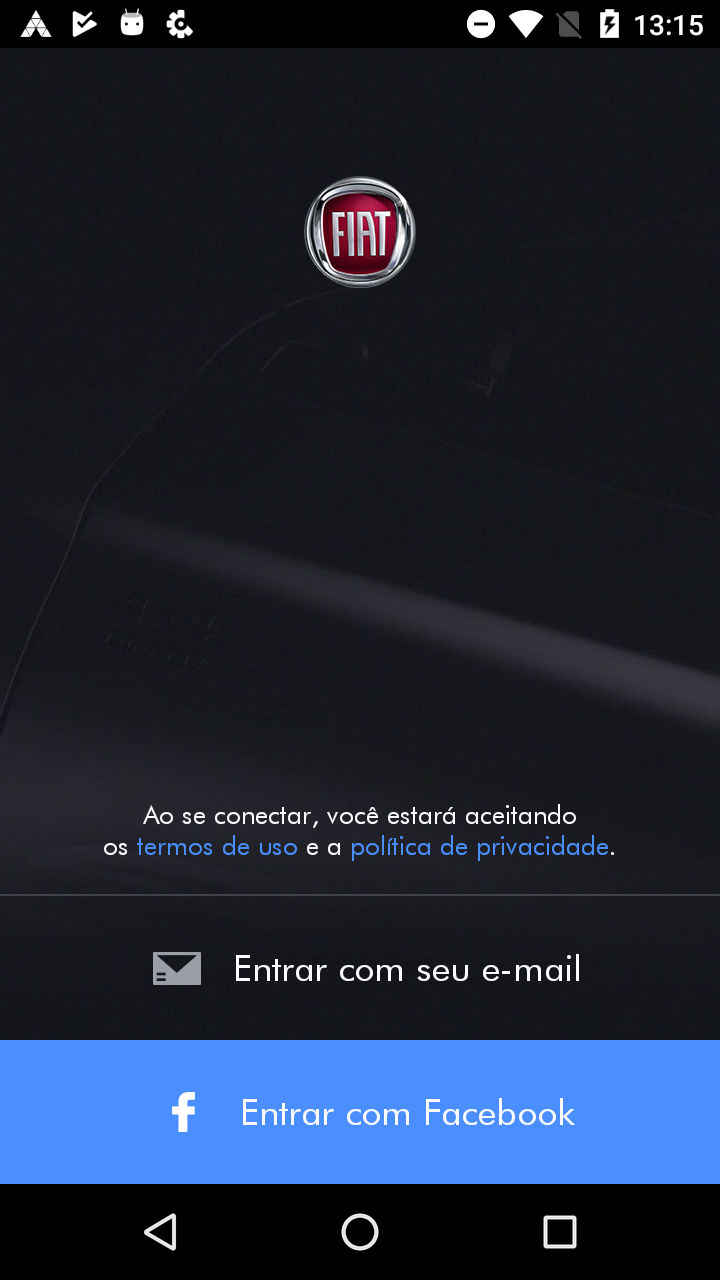 13:15
FIAT
Ao se conectar, você estará aceitando
os termos de uso e a política de privacidade.
Entrar com seu e-mail
Entrar com Facebook